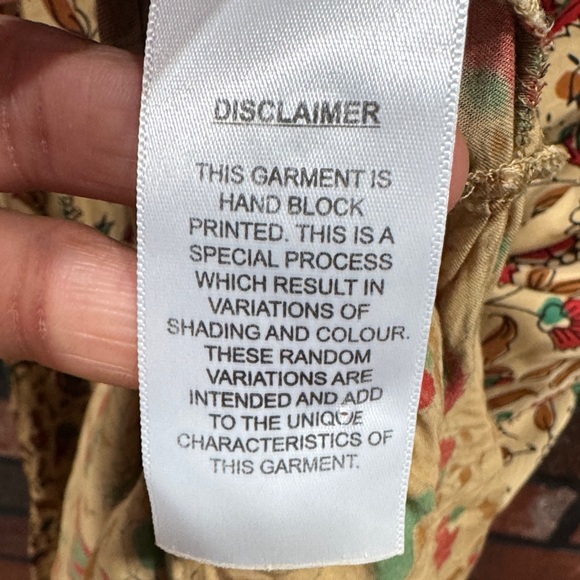 DISCLAIMER
THIS GARMENT IS
HAND BLOCK
PRINTED. THIS IS A
SPECIAL PROCESS
WHICH RESULT IN
VARIATIONS OF
SHADING AND COLOUR.
THESE RANDOM
VARIATIONS ARE
INTENDED AND ADD
TO THE UNIQUE
CHARACTERISTICS OF
THIS GARMENT.